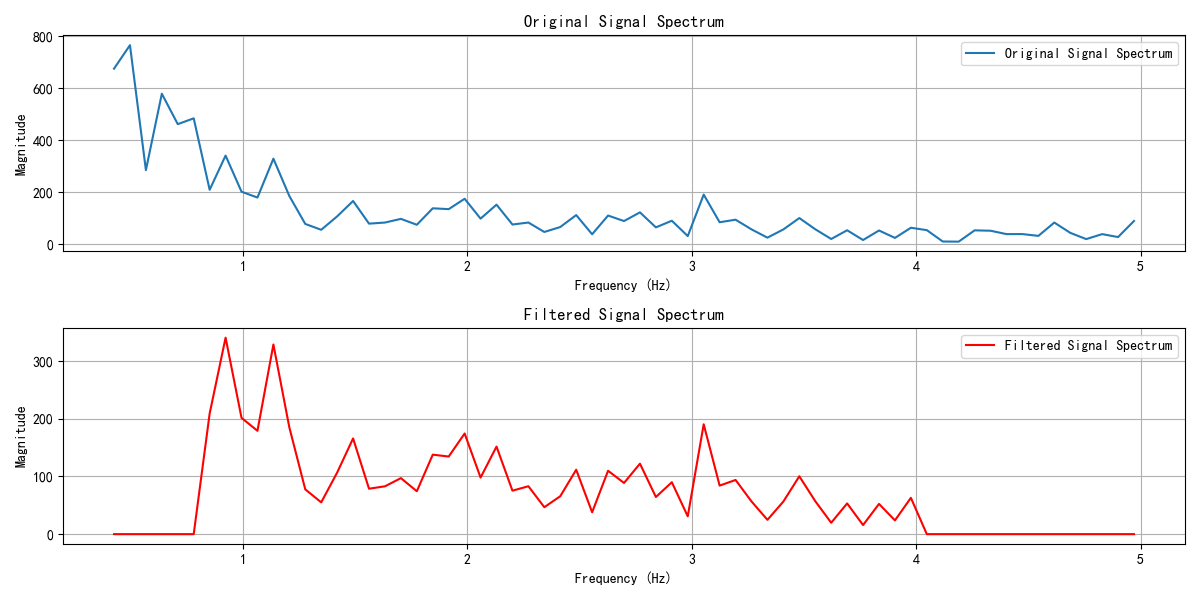 Original Signal Spectrum
Original Signal Spectrum
Magnitude
800
600
400
200
0
1 2 3 4 5
Frequency (Hz)
Filtered Signal Spectrum
Filtered Signal Spectrum
Magnitude
300
200
100
0
1 2 3 4 5
Frequency (Hz)